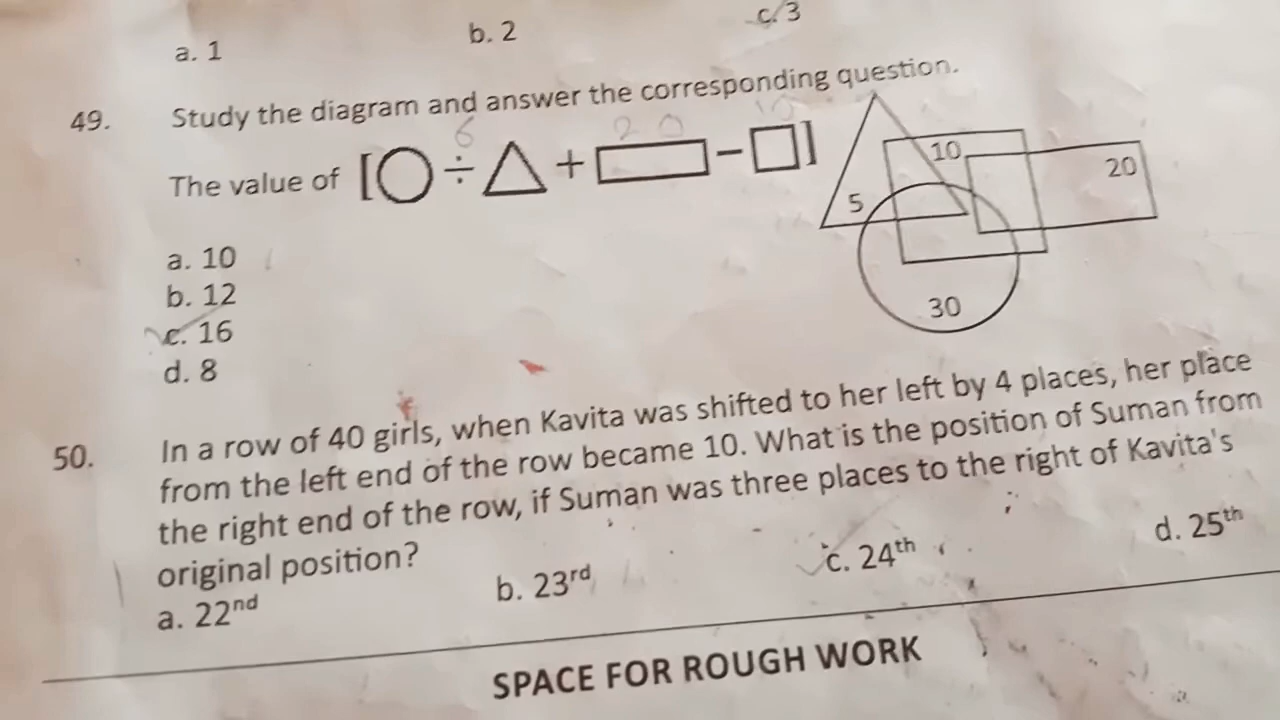 a. 1 b. 2 c. 3
49. Study the diagram and answer the corresponding question.
6 20 10
The value of [○ ÷ △ + ▭ − □]
10
20
5
30
a. 10
b. 12
c. 16
d. 8
50. In a row of 40 girls, when Kavita was shifted to her left by 4 places, her place
from the left end of the row became 10. What is the position of Suman from
the right end of the row, if Suman was three places to the right of Kavita's
original position?
a. 22nd b. 23rd c. 24th d. 25th
SPACE FOR ROUGH WORK